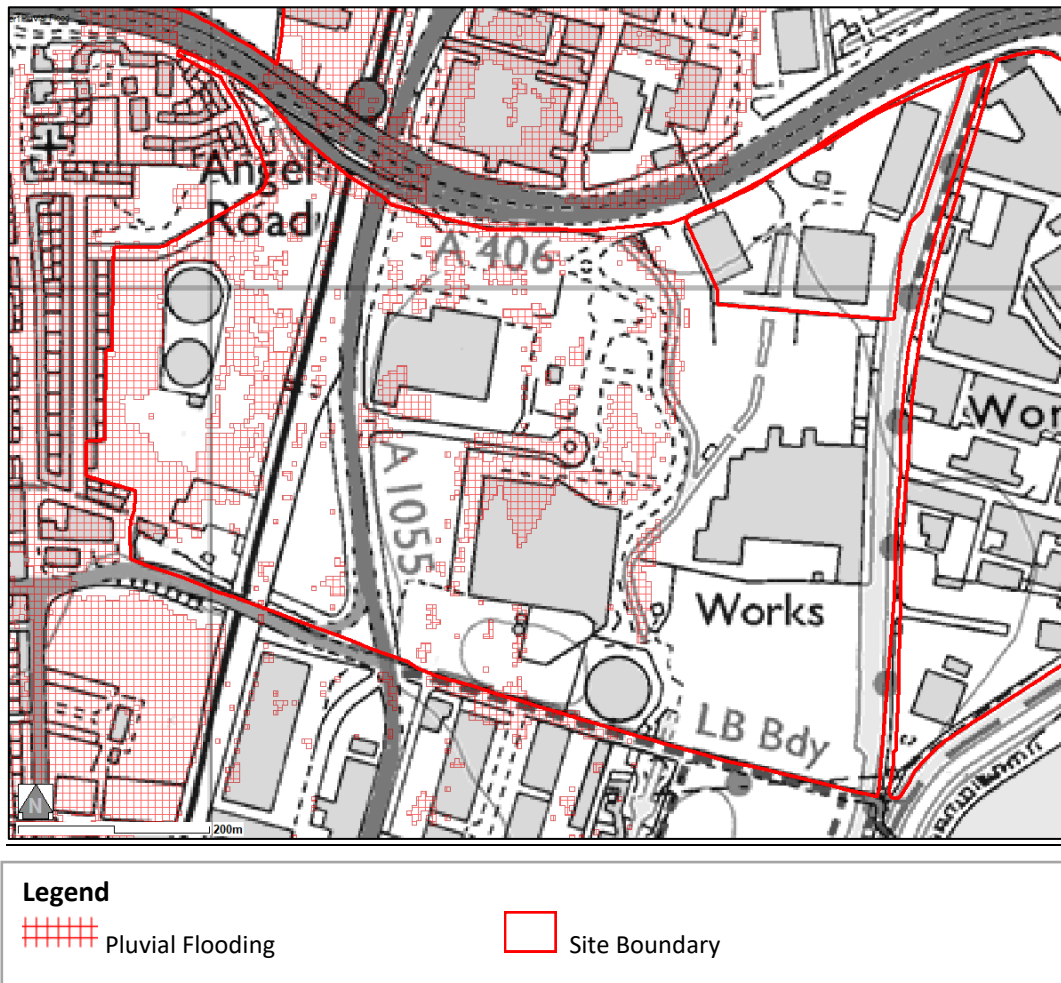 Angel
Road
A 406
A 1055
Wor
Works
LB Bdy
N
200m
Legend
Pluvial Flooding
Site Boundary